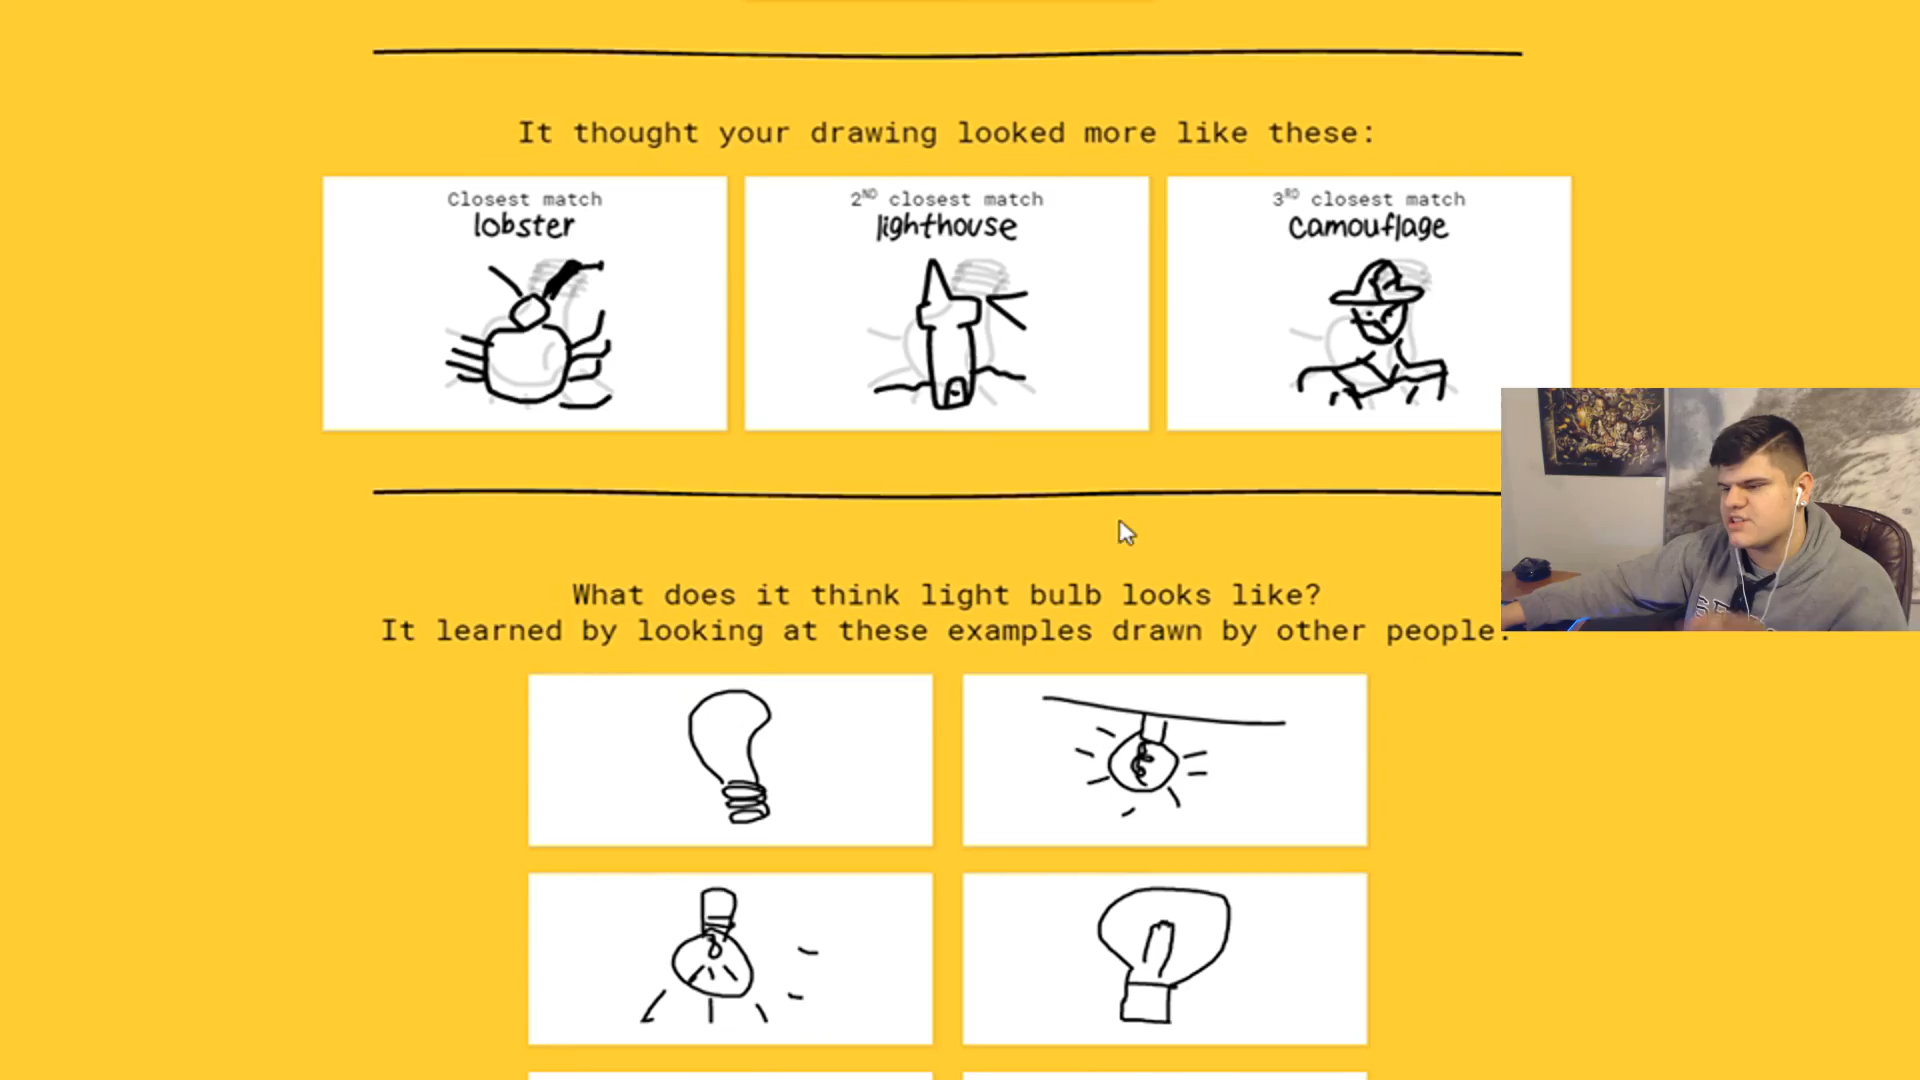 It thought your drawing looked more like these:
Closest match
lobster
2ND closest match
lighthouse
3RD closest match
camouflage
What does it think light bulb looks like?
It learned by looking at these examples drawn by other people.